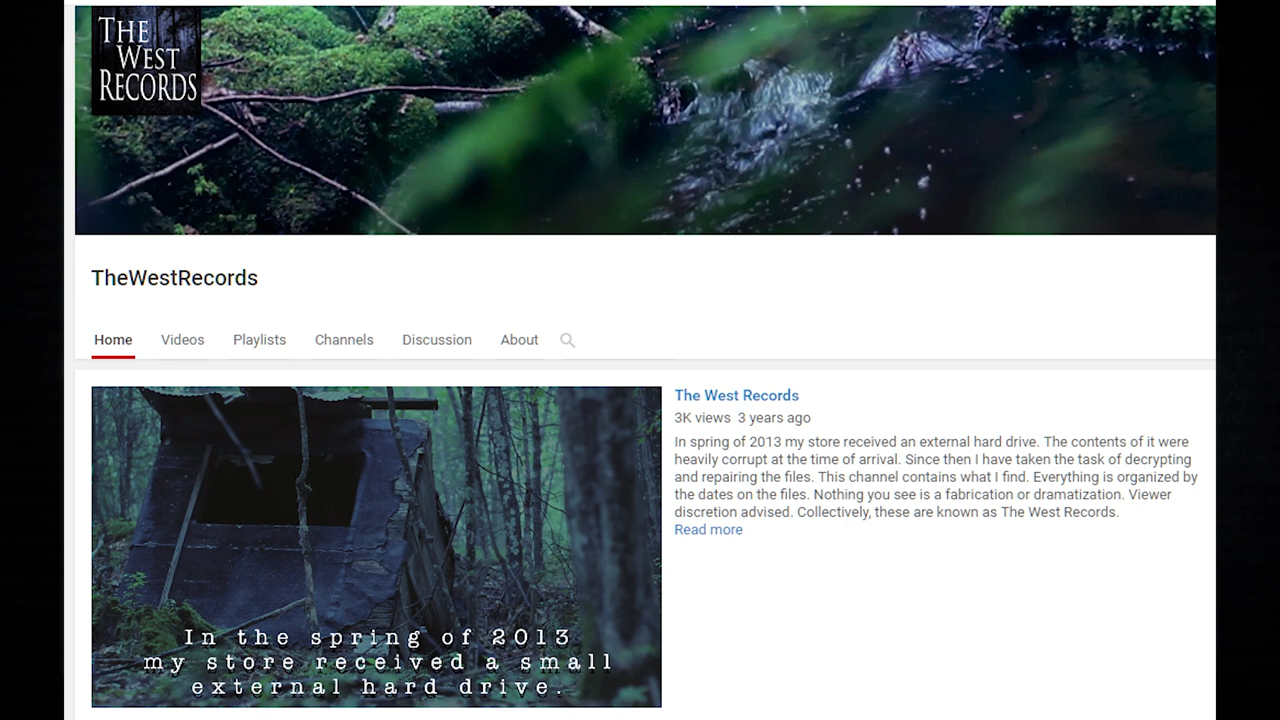 THE
WEST
RECORDS
TheWestRecords
Home Videos Playlists Channels Discussion About
In the spring of 2013
my store received a small
external hard drive.
The West Records
3K views 3 years ago
In spring of 2013 my store received an external hard drive. The contents of it were
heavily corrupt at the time of arrival. Since then I have taken the task of decrypting
and repairing the files. This channel contains what I find. Everything is organized by
the dates on the files. Nothing you see is a fabrication or dramatization. Viewer
discretion advised. Collectively, these are known as The West Records.
Read more